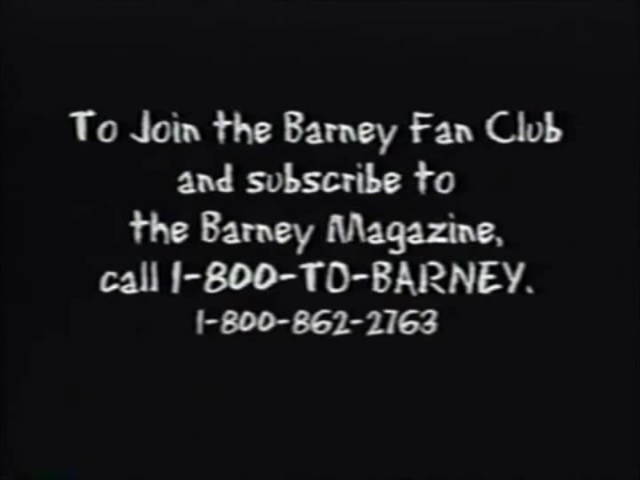 To Join the Barney Fan Club
and subscribe to
the Barney Magazine,
call 1-800-TO-BARNEY.
1-800-862-2763